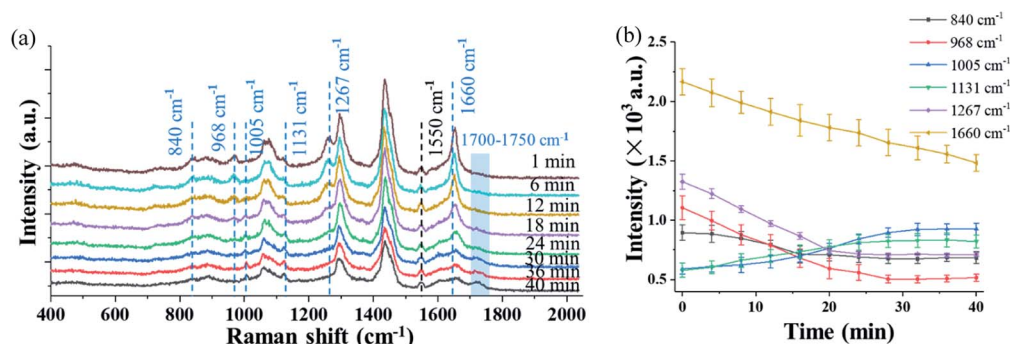 (a)
Intensity (a.u.)
840 cm⁻¹
968 cm⁻¹
1005 cm⁻¹
1131 cm⁻¹
1267 cm⁻¹
1550 cm⁻¹
1660 cm⁻¹
1700-1750 cm⁻¹
1 min
6 min
12 min
18 min
24 min
30 min
36 min
40 min
400 600 800 1000 1200 1400 1600 1800 2000
Raman shift (cm⁻¹)
(b)
840 cm⁻¹
968 cm⁻¹
1005 cm⁻¹
1131 cm⁻¹
1267 cm⁻¹
1660 cm⁻¹
Intensity (× 10³ a.u.)
2.5
2.0
1.5
1.0
0.5
0 10 20 30 40
Time (min)